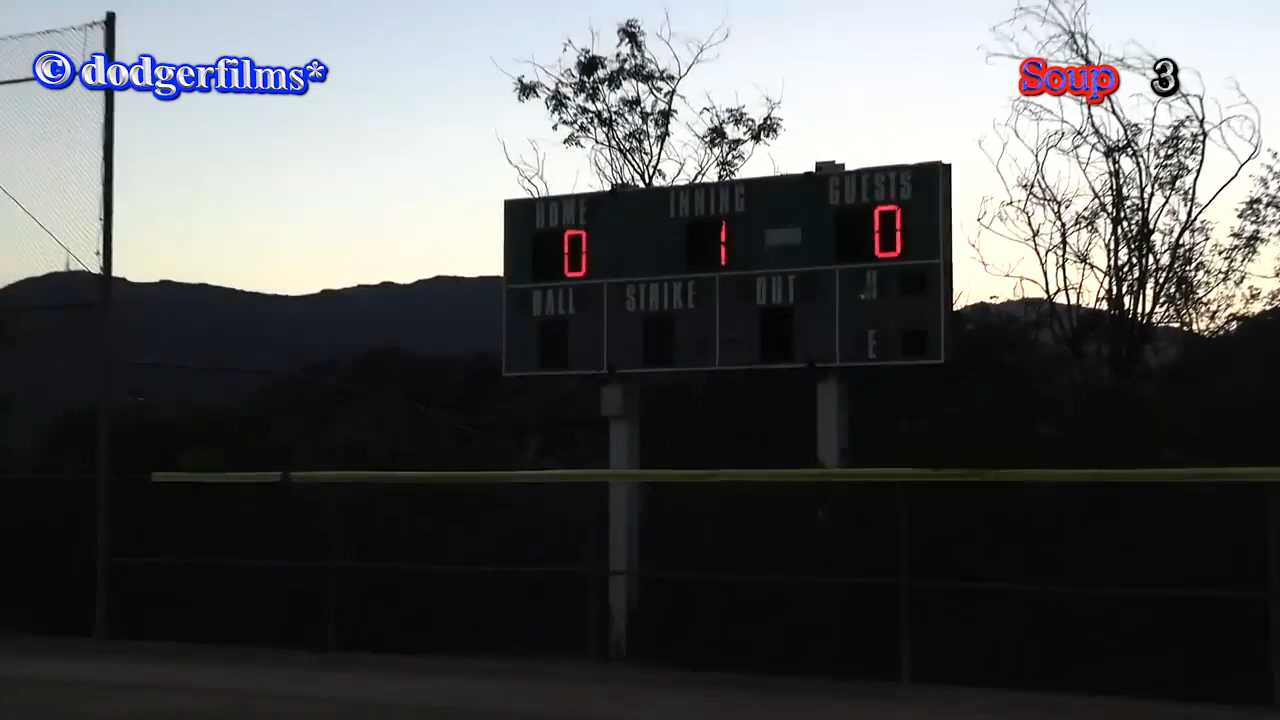 © dodgerfilms*
Soup 3
HOME INNING GUESTS
0 1 0
BALL STRIKE OUT H
E